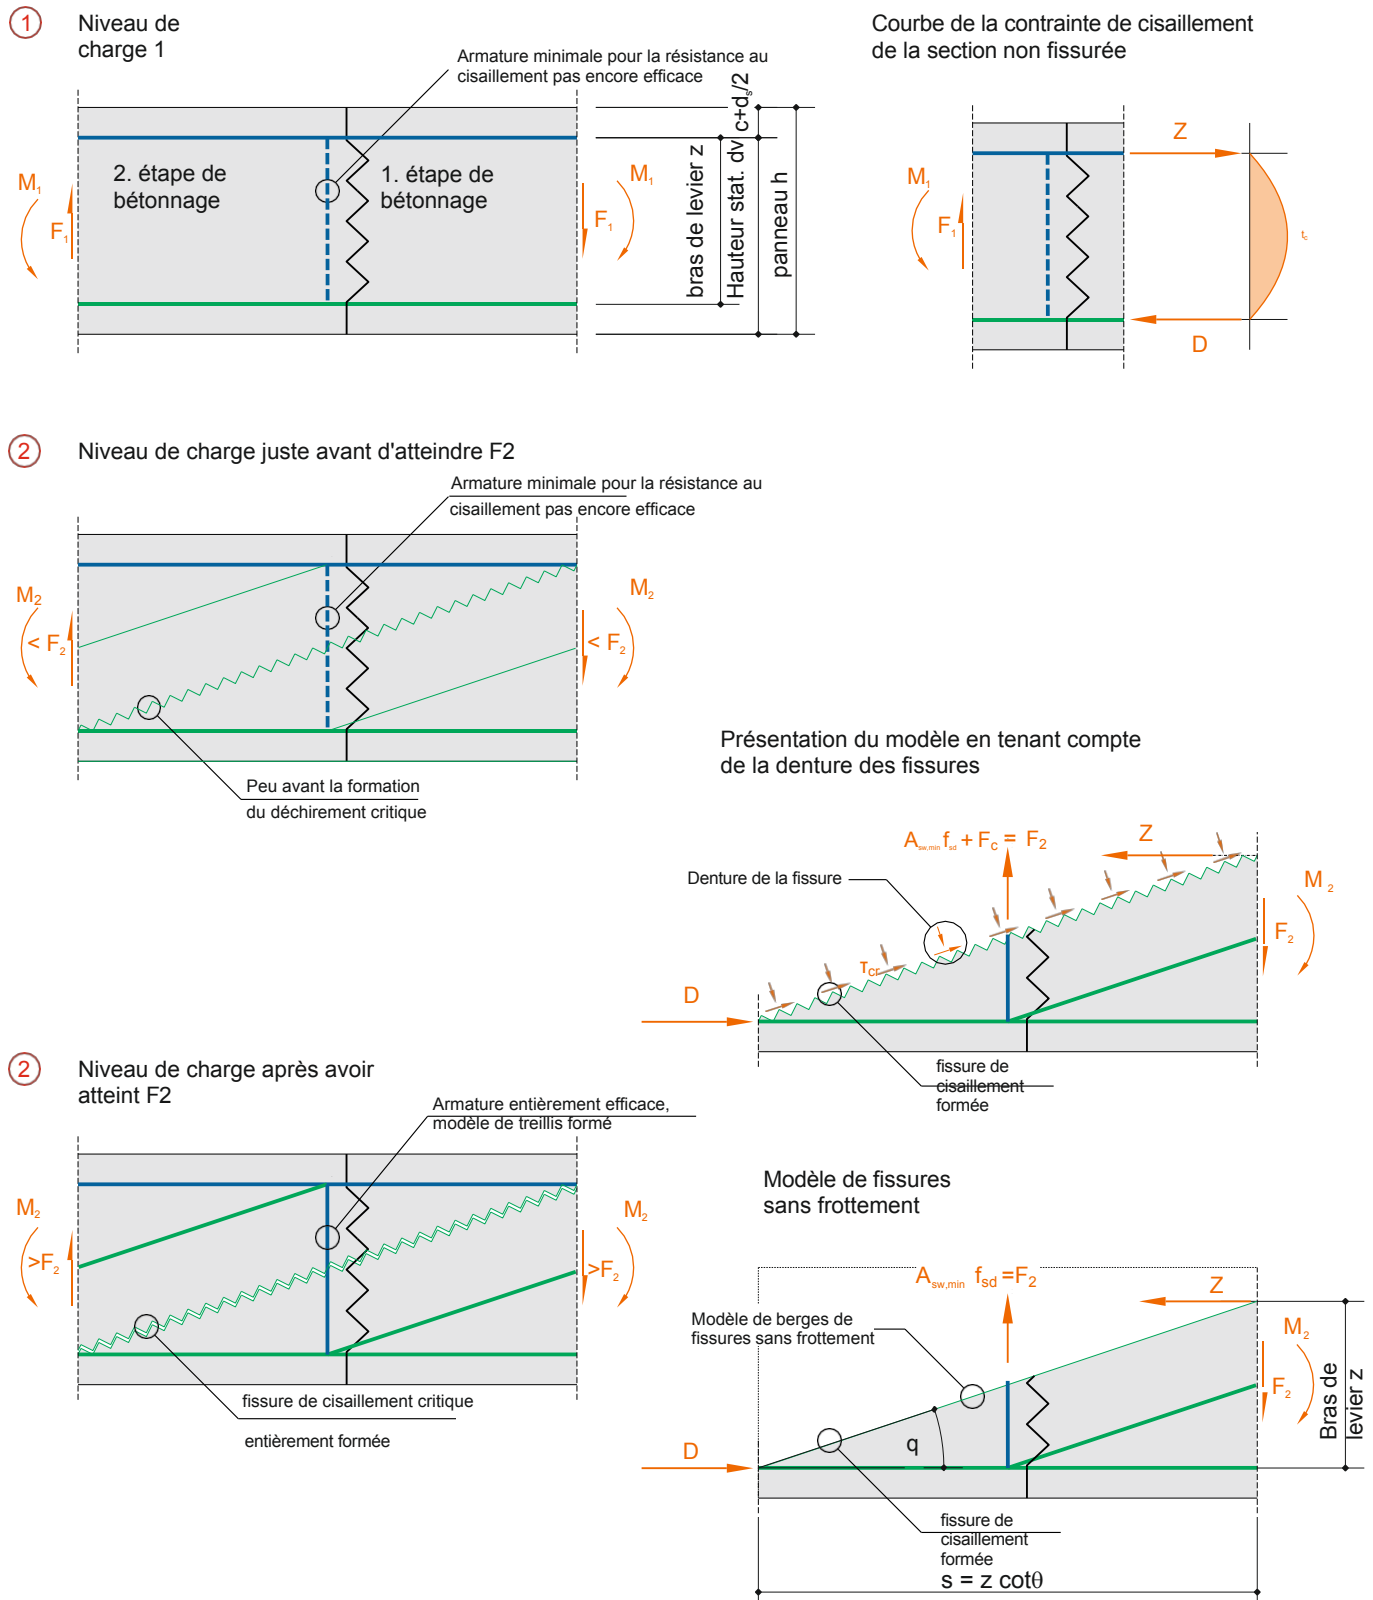 1
Niveau de
charge 1
Armature minimale pour la résistance au
cisaillement pas encore efficace
2. étape de
bétonnage
1. étape de
bétonnage
M1
F1
F1
M1
bras de levier z
Hauteur stat. dv
c+ds/2
panneau h
Courbe de la contrainte de cisaillement
de la section non fissurée
M1
F1
Z
D
tc
2
Niveau de charge juste avant d'atteindre F2
Armature minimale pour la résistance au
cisaillement pas encore efficace
M2
< F2
M2
< F2
Peu avant la formation
du déchirement critique
Présentation du modèle en tenant compte
de la denture des fissures
Asw,min fsd + Fc = F2
Z
Denture de la fissure
M2
F2
τcr
D
fissure de
cisaillement
formée
2
Niveau de charge après avoir
atteint F2
Armature entièrement efficace,
modèle de treillis formé
M2
>F2
M2
>F2
fissure de cisaillement critique
entièrement formée
Modèle de fissures
sans frottement
Asw,min fsd =F2
Z
Modèle de berges de
fissures sans frottement
M2
F2
Bras de
levier z
q
D
fissure de
cisaillement
formée
s = z cotθ